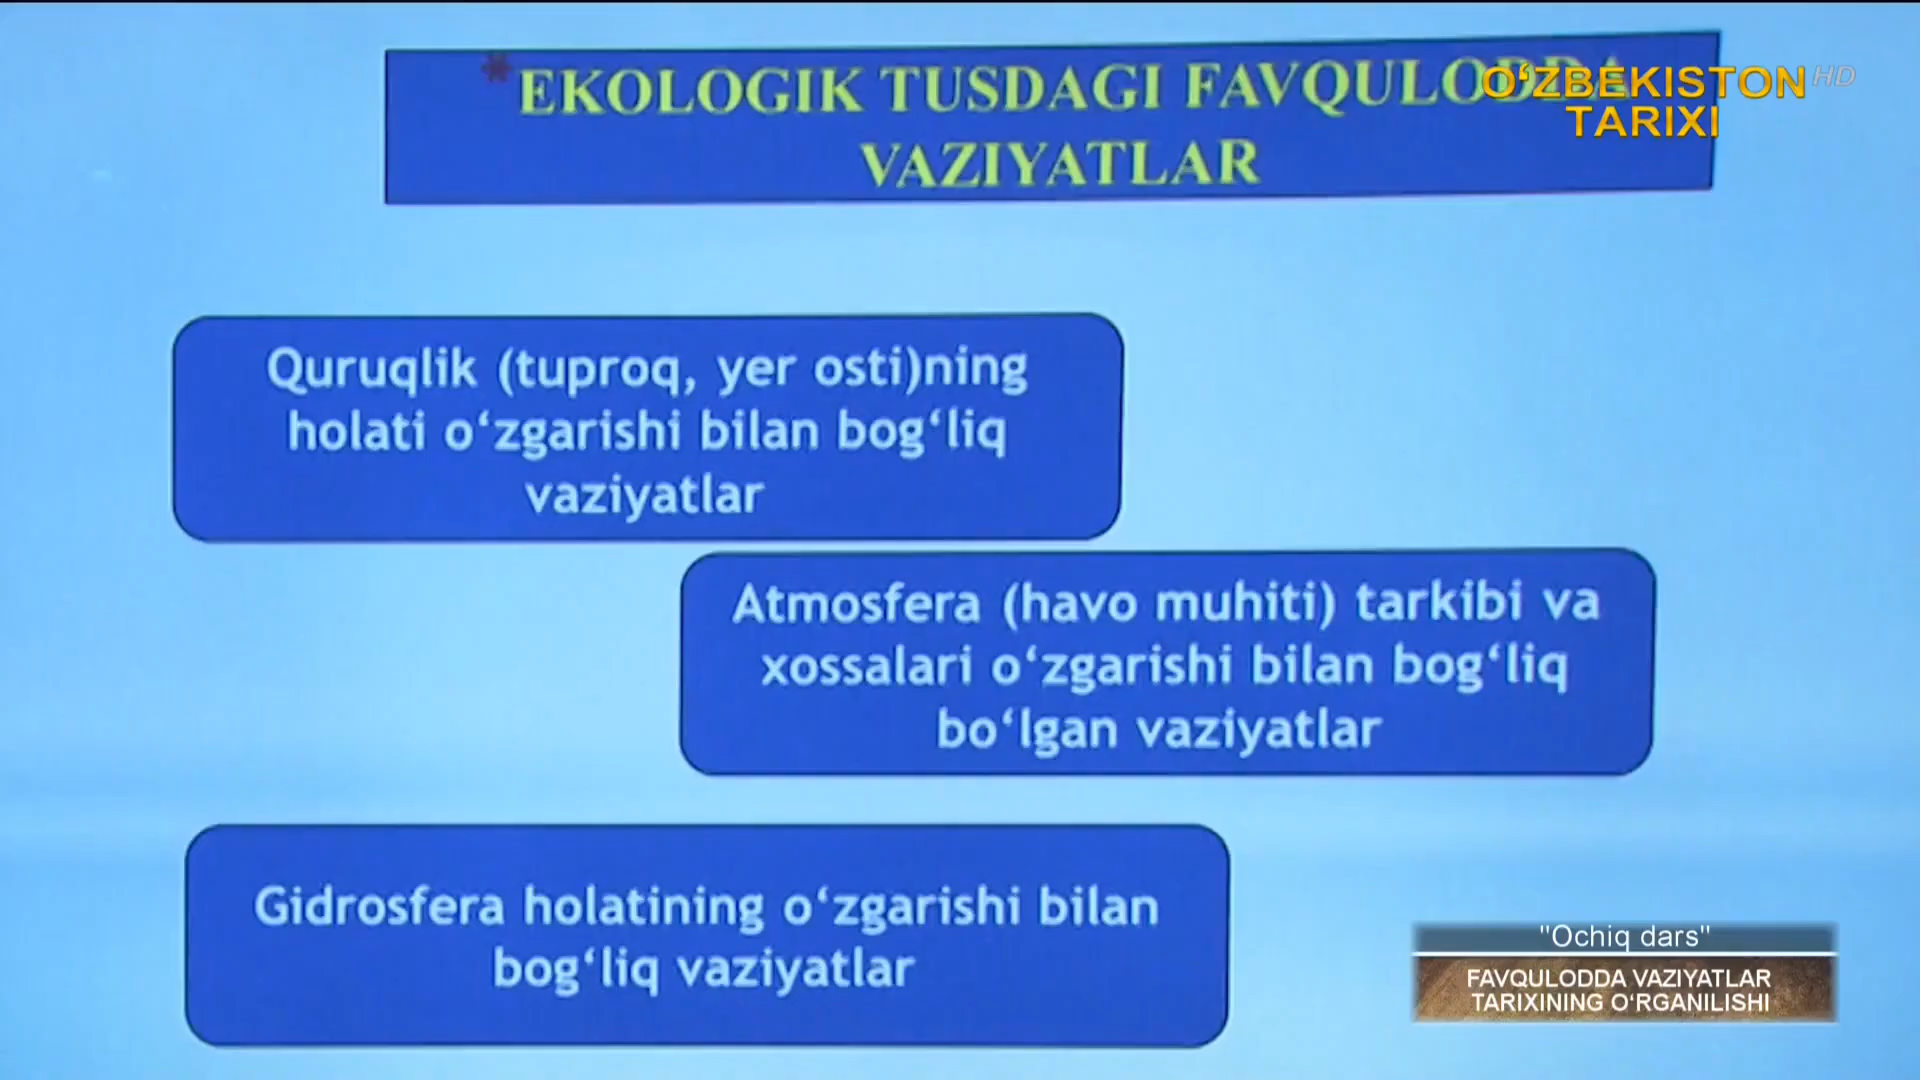 * EKOLOGIK TUSDAGI FAVQULODDA
VAZIYATLAR
O‘ZBEKISTON HD
TARIXI
Quruqlik (tuproq, yer osti)ning
holati o‘zgarishi bilan bog‘liq
vaziyatlar
Atmosfera (havo muhiti) tarkibi va
xossalari o‘zgarishi bilan bog‘liq
bo‘lgan vaziyatlar
Gidrosfera holatining o‘zgarishi bilan
bog‘liq vaziyatlar
"Ochiq dars"
FAVQULODDA VAZIYATLAR
TARIXINING O‘RGANILISHI